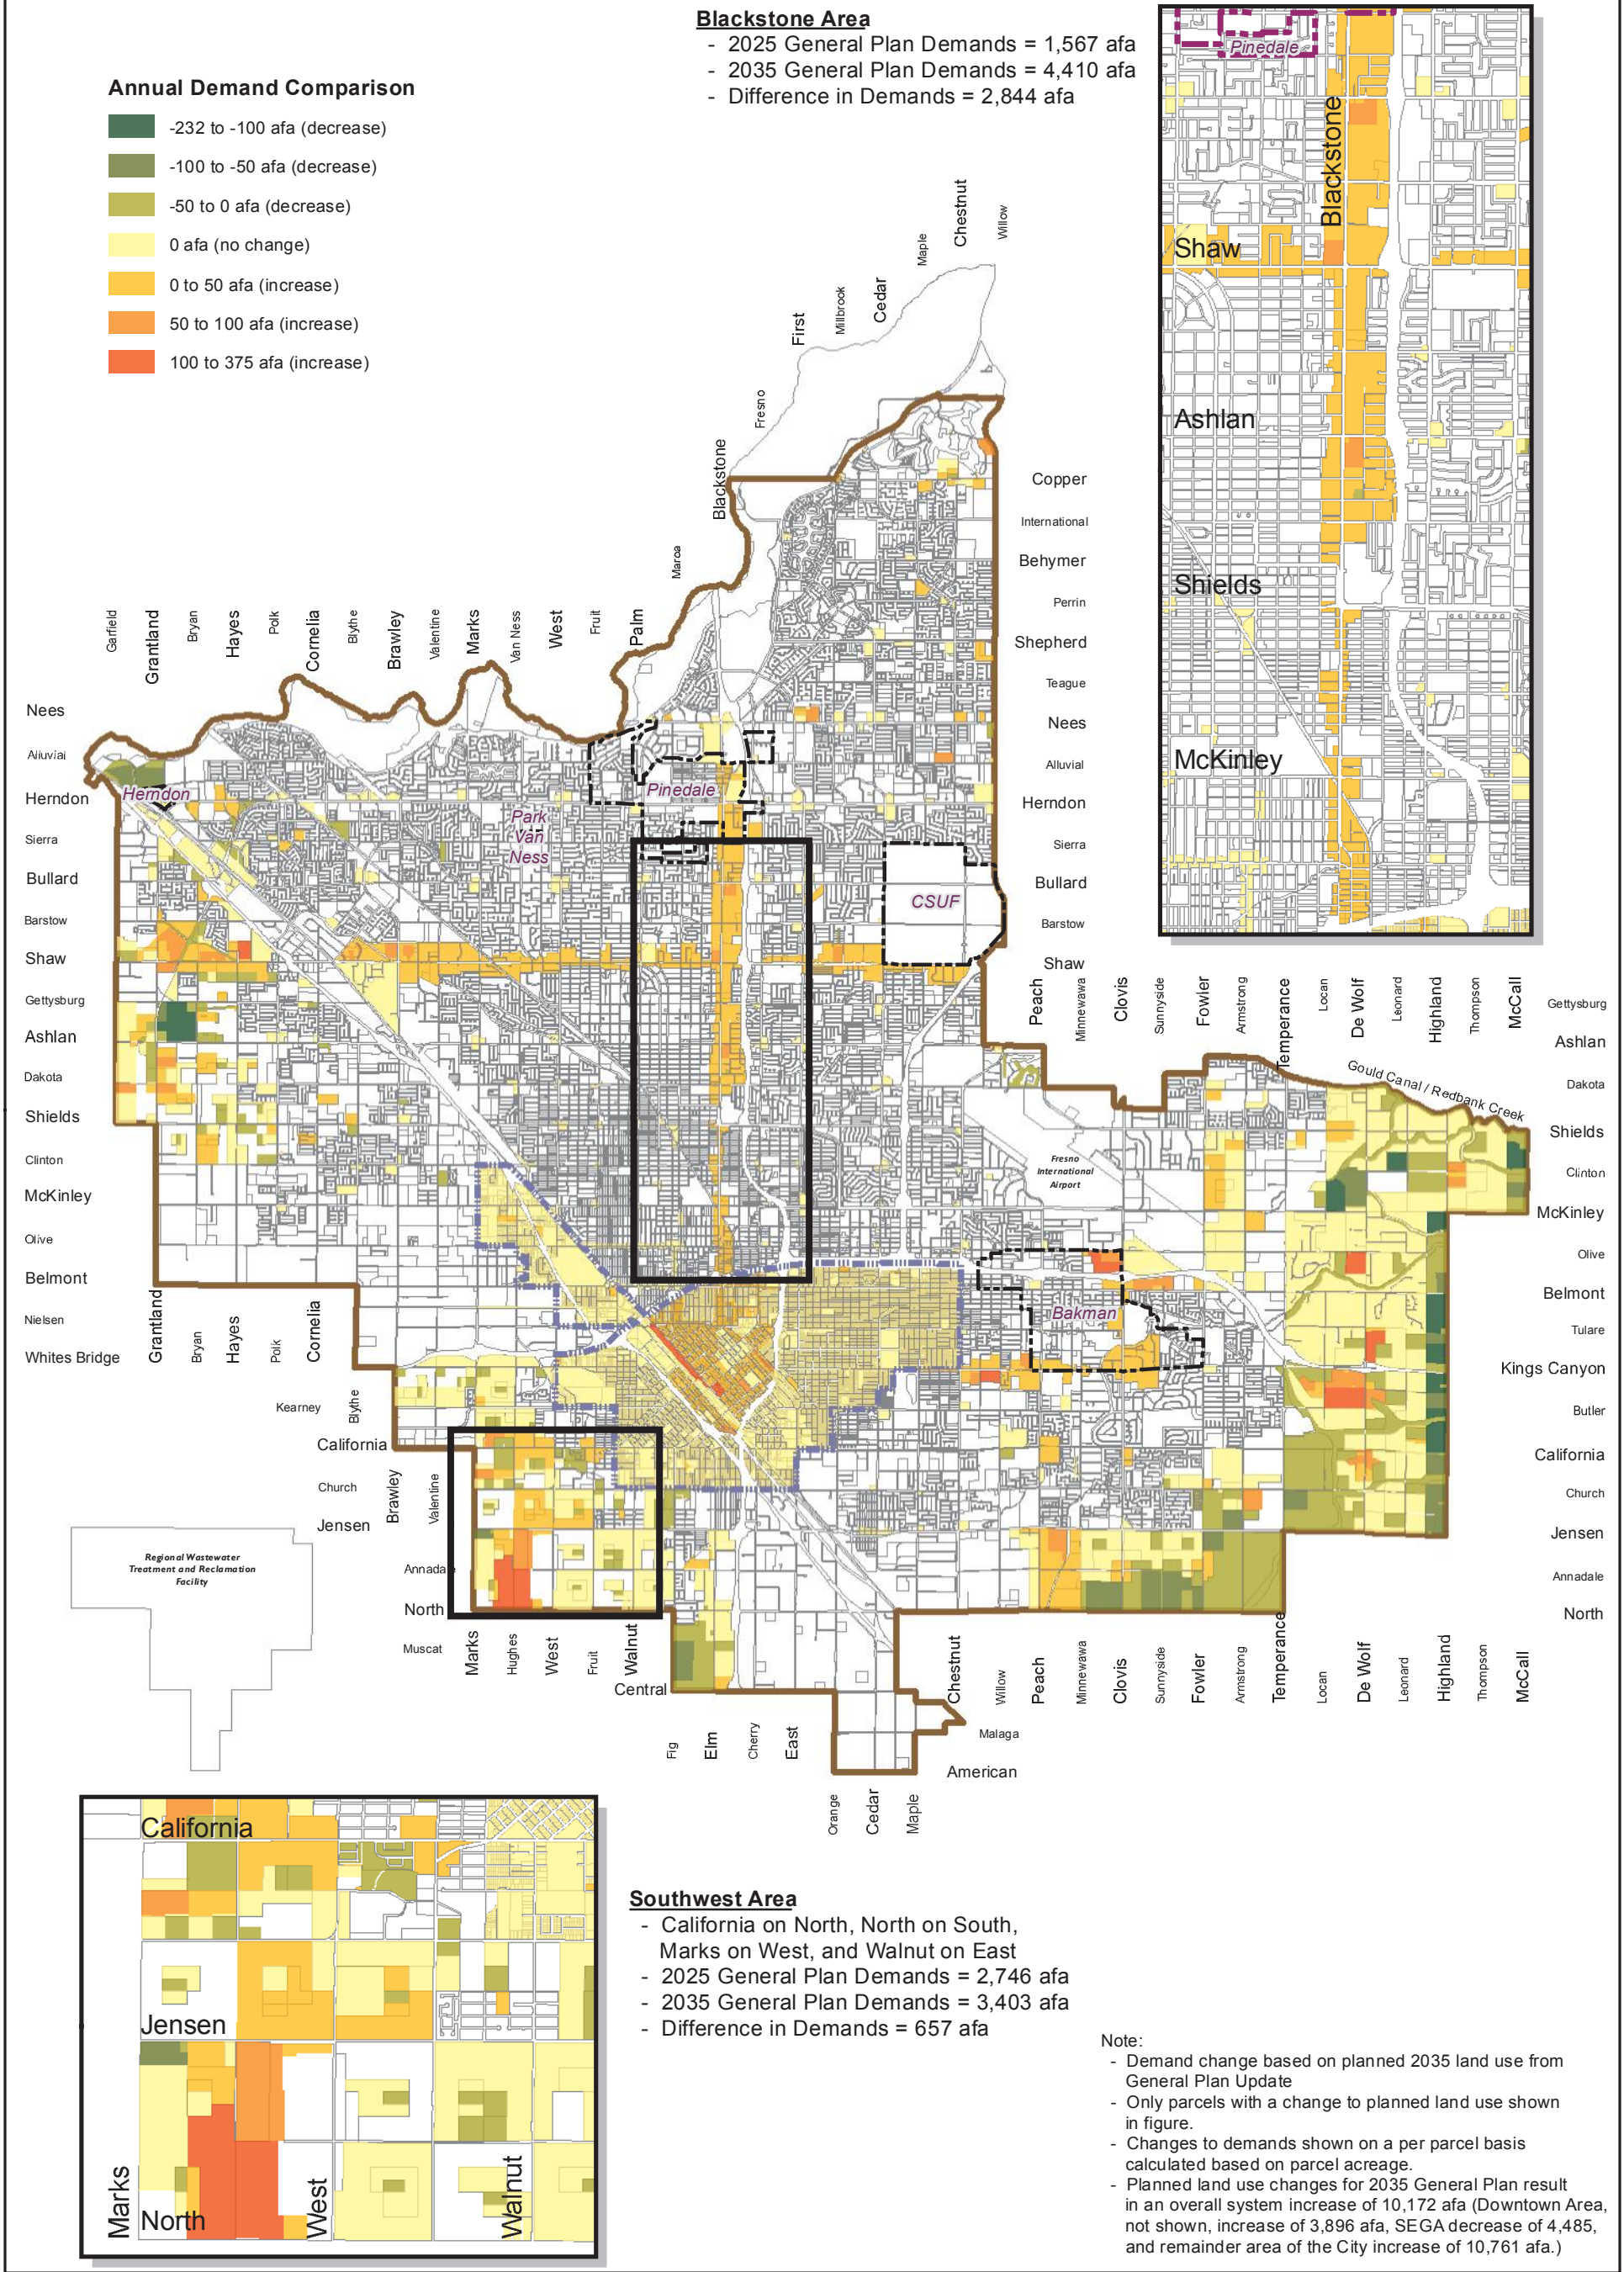 Blackstone Area
- 2025 General Plan Demands = 1,567 afa
- 2035 General Plan Demands = 4,410 afa
- Difference in Demands = 2,844 afa
Annual Demand Comparison
-232 to -100 afa (decrease)
-100 to -50 afa (decrease)
-50 to 0 afa (decrease)
0 afa (no change)
0 to 50 afa (increase)
50 to 100 afa (increase)
100 to 375 afa (increase)
Pinedale
Blackstone
Shaw
Ashlan
Shields
McKinley
Blackstone
Fresno
First
Millbrook
Cedar
Maple
Chestnut
Willow
Garfield
Grantland
Bryan
Hayes
Polk
Cornelia
Blythe
Brawley
Valentine
Marks
Van Ness
West
Fruit
Palm
Maroa
Copper
International
Behymer
Perrin
Shepherd
Teague
Nees
Alluvial
Herndon
Sierra
Bullard
Barstow
Shaw
Nees
Alluvial
Herndon
Sierra
Bullard
Barstow
Shaw
Gettysburg
Ashlan
Dakota
Shields
Clinton
McKinley
Olive
Belmont
Nielsen
Whites Bridge
Herndon
Park
Van
Ness
Pinedale
CSUF
Peach
Minnewawa
Clovis
Sunnyside
Fowler
Armstrong
Temperance
Locan
De Wolf
Leonard
Highland
Thompson
McCall
Gettysburg
Ashlan
Dakota
Gould Canal / Redbank Creek
Shields
Clinton
McKinley
Olive
Belmont
Tulare
Kings Canyon
Butler
California
Church
Jensen
Annadale
North
Fresno
International
Airport
Bakman
Grantland
Bryan
Hayes
Polk
Cornelia
Blythe
Kearney
California
Church
Brawley
Valentine
Jensen
Annada
North
Muscat
Marks
Hughes
West
Fruit
Walnut
Central
Fig
Elm
Cherry
East
Orange
Cedar
Maple
American
Malaga
Chestnut
Willow
Peach
Minnewawa
Clovis
Sunnyside
Fowler
Armstrong
Temperance
Locan
De Wolf
Leonard
Highland
Thompson
McCall
Regional Wastewater
Treatment and Reclamation
Facility
California
Jensen
North
Marks
West
Walnut
Southwest Area
- California on North, North on South,
Marks on West, and Walnut on East
- 2025 General Plan Demands = 2,746 afa
- 2035 General Plan Demands = 3,403 afa
- Difference in Demands = 657 afa
Note:
- Demand change based on planned 2035 land use from
General Plan Update
- Only parcels with a change to planned land use shown
in figure.
- Changes to demands shown on a per parcel basis
calculated based on parcel acreage.
- Planned land use changes for 2035 General Plan result
in an overall system increase of 10,172 afa (Downtown Area,
not shown, increase of 3,896 afa, SEGA decrease of 4,485,
and remainder area of the City increase of 10,761 afa.)